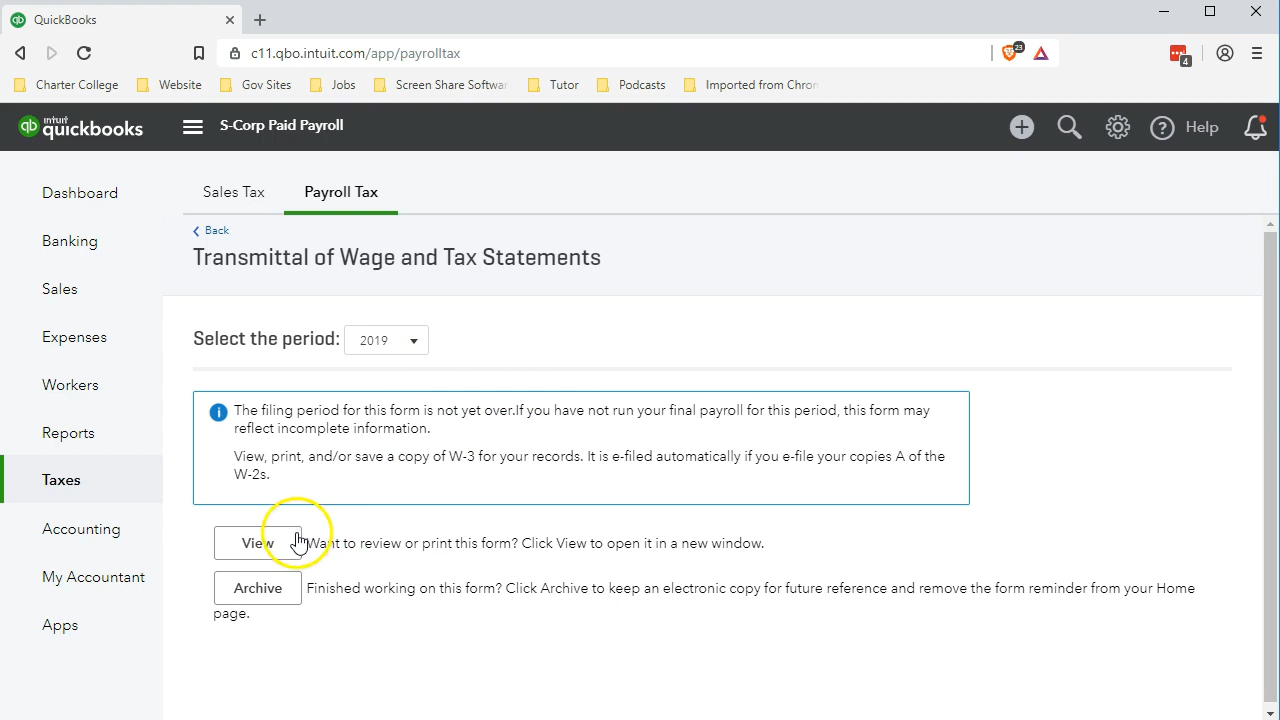 qb QuickBooks
c11.qbo.intuit.com/app/payrolltax
23
4
Charter College Website Gov Sites Jobs Screen Share Softwar Tutor Podcasts Imported from Chrom
qb intuit quickbooks S-Corp Paid Payroll ? Help
Dashboard
Banking
Sales
Expenses
Workers
Reports
Taxes
Accounting
My Accountant
Apps
Sales Tax Payroll Tax
Back
Transmittal of Wage and Tax Statements
Select the period: 2019
The filing period for this form is not yet over.If you have not run your final payroll for this period, this form may
reflect incomplete information.
View, print, and/or save a copy of W-3 for your records. It is e-filed automatically if you e-file your copies A of the
W-2s.
View Want to review or print this form? Click View to open it in a new window.
Archive Finished working on this form? Click Archive to keep an electronic copy for future reference and remove the form reminder from your Home
page.